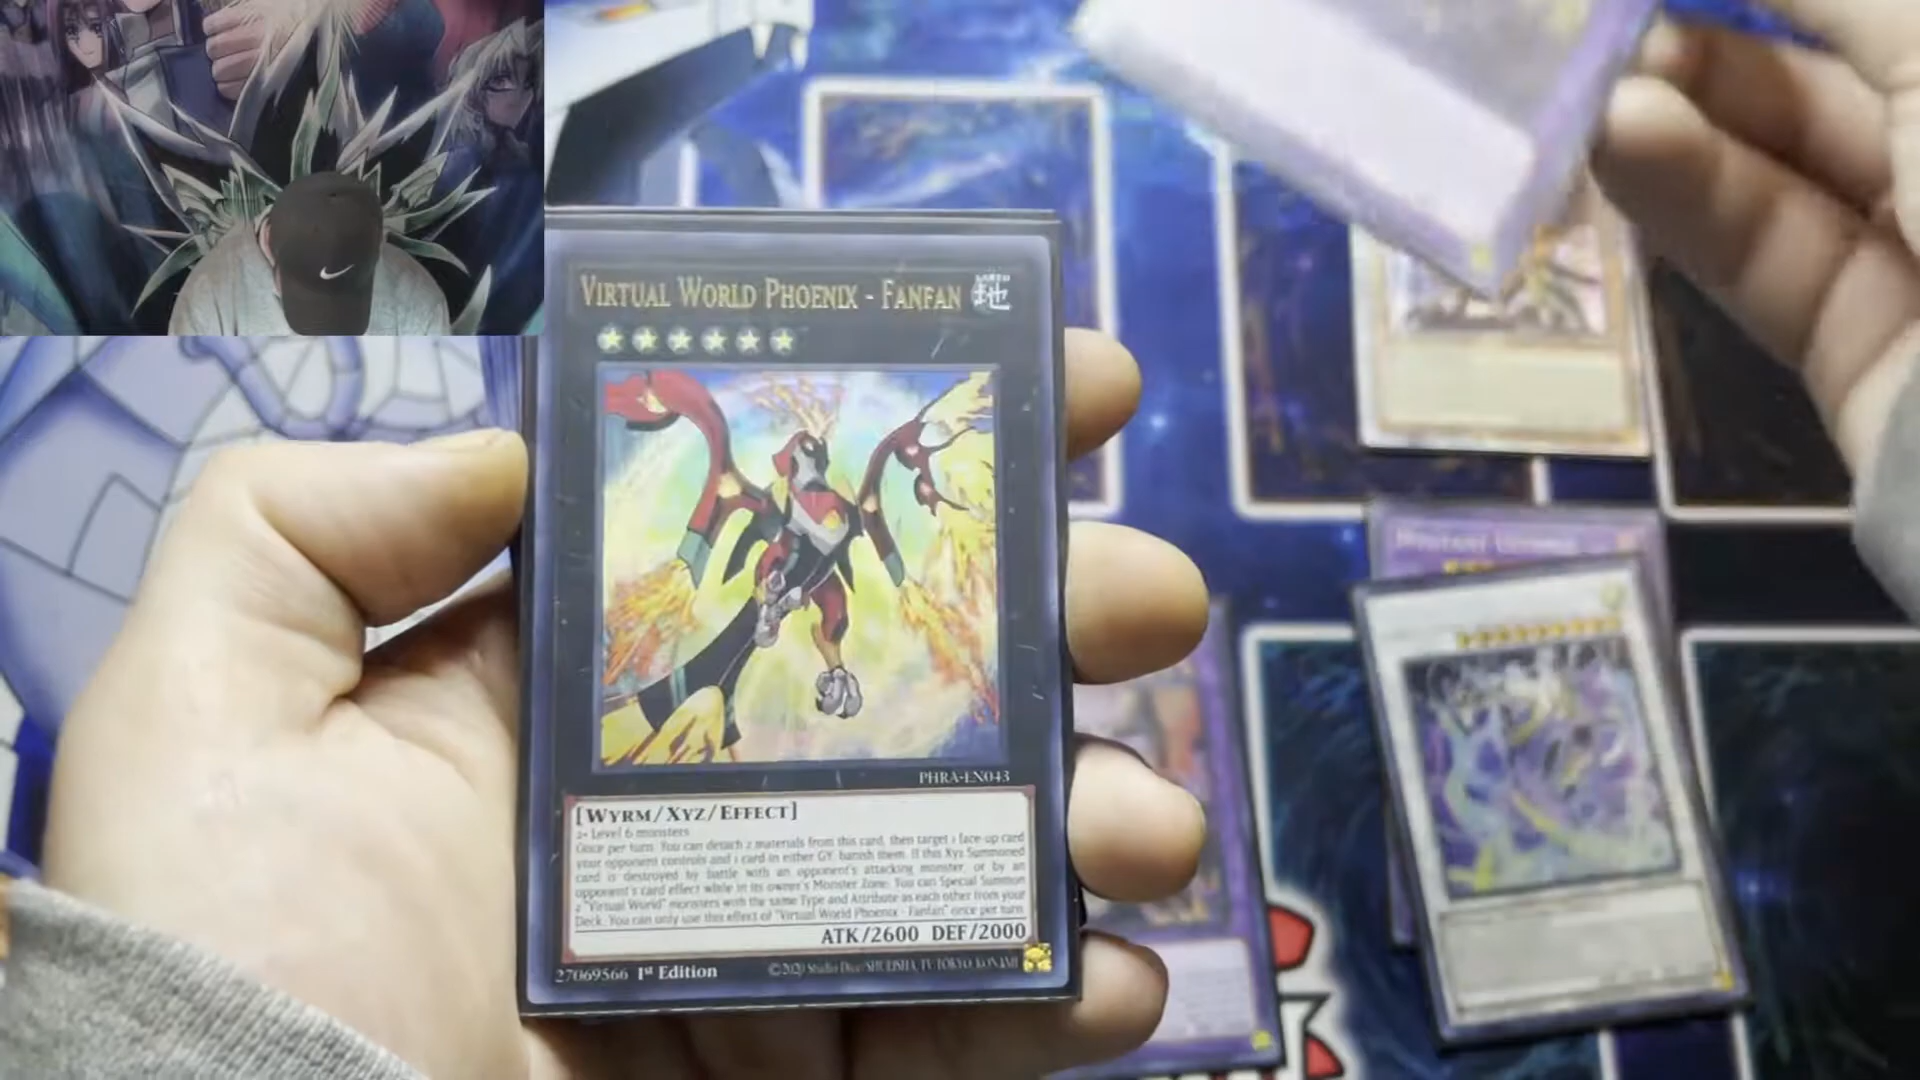 VIRTUAL WORLD PHOENIX - FANFAN 地
PHRA-EN043
[WYRM/XYZ/EFFECT]
2+ Level 6 monsters
Once per turn: You can detach 2 materials from this card, then target 1 face-up card
your opponent controls and 1 card in either GY; banish them. If this Xyz Summoned
card is destroyed by battle with an opponent's attacking monster, or by an
opponent's card effect while in its owner's Monster Zone: You can Special Summon
2 "Virtual World" monsters with the same Type and Attribute as each other from your
Deck. You can only use this effect of "Virtual World Phoenix - Fanfan" once per turn.
ATK/2600 DEF/2000
27069566 1st Edition ©2020 Studio Dice/SHUEISHA, TV TOKYO, KONAMI